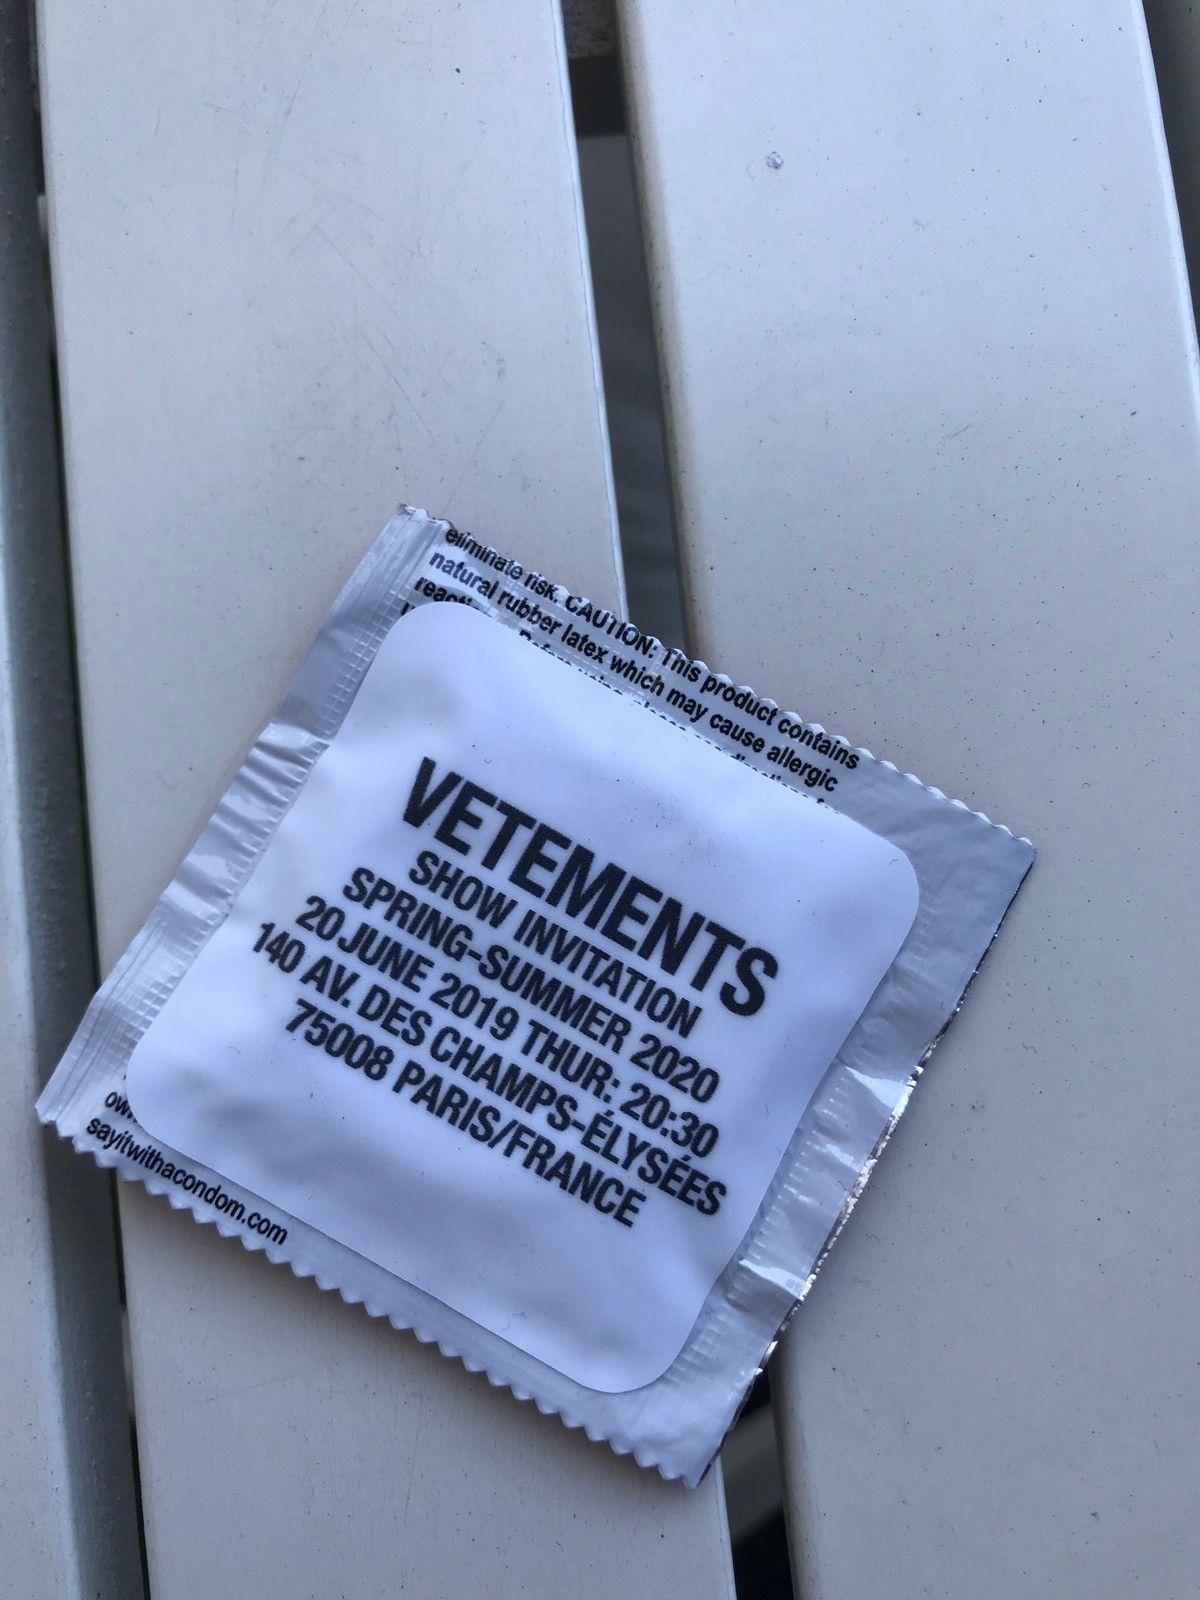 eliminate risk. CAUTION: This product contains
natural rubber latex which may cause allergic
VETEMENTS
SHOW INVITATION
SPRING-SUMMER 2020
20 JUNE 2019 THUR: 20:30
140 AV. DES CHAMPS-ÉLYSÉES
75008 PARIS/FRANCE
sayitwithacondom.com